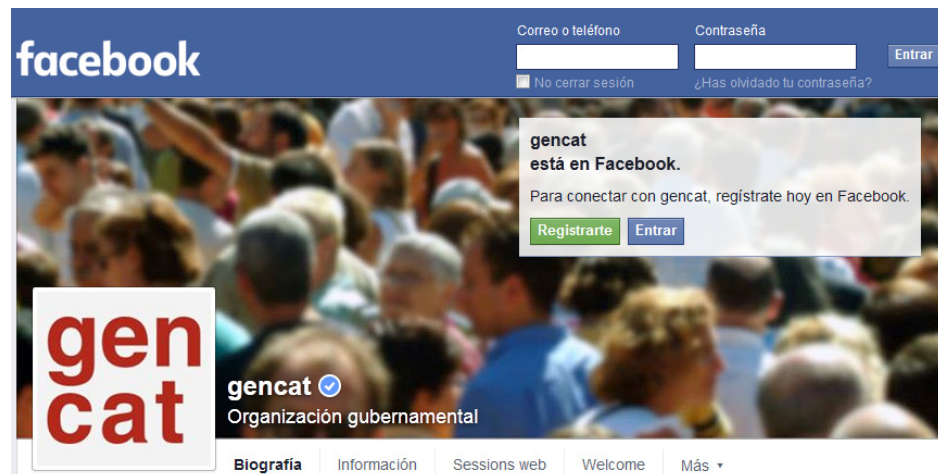 facebook
Correo o teléfono
Contraseña
Entrar
No cerrar sesión
¿Has olvidado tu contraseña?
gencat
está en Facebook.
Para conectar con gencat, regístrate hoy en Facebook.
Registrarte Entrar
gen
cat
gencat
Organización gubernamental
Biografía Información Sessions web Welcome Más